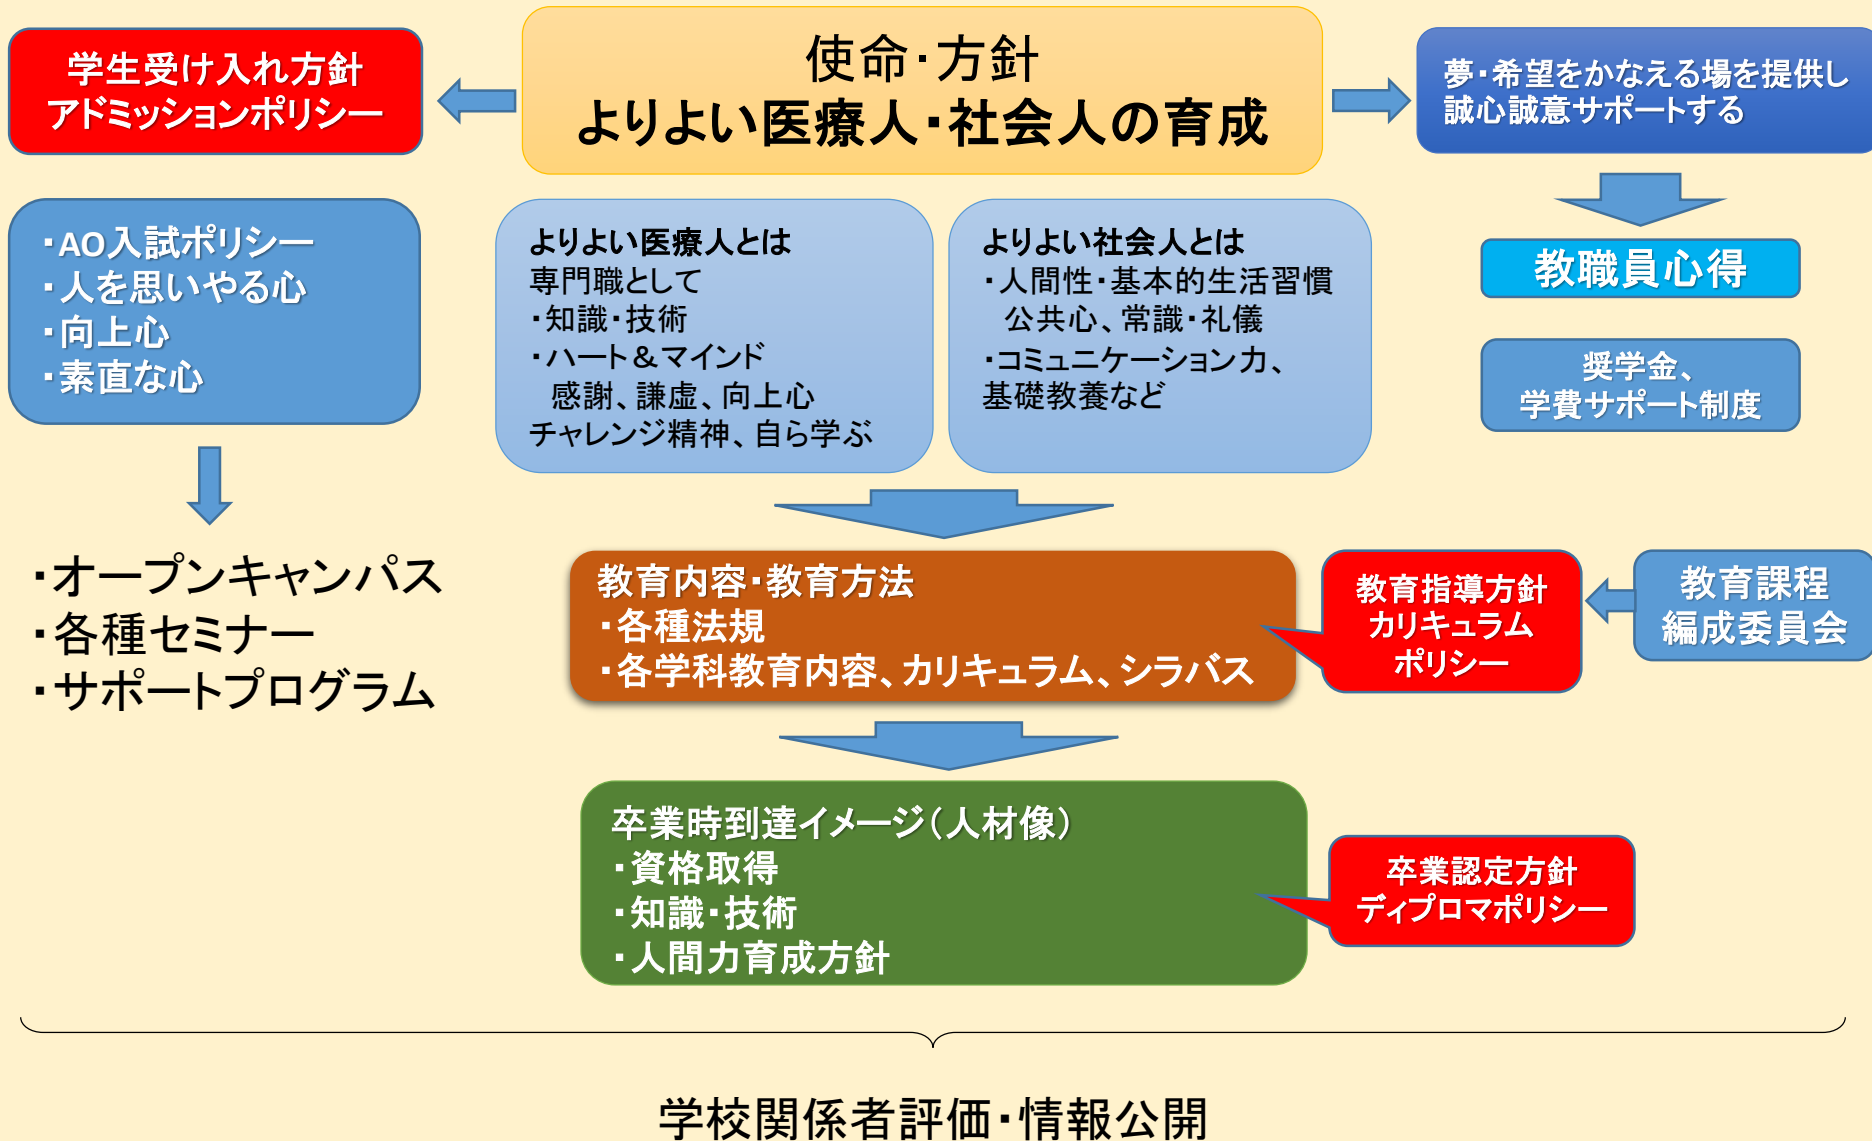 学生受け入れ方針
アドミッションポリシー
使命・方針
よりよい医療人・社会人の育成
夢・希望をかなえる場を提供し
誠心誠意サポートする
・AO入試ポリシー
・人を思いやる心
・向上心
・素直な心
よりよい医療人とは
専門職として
・知識・技術
・ハート＆マインド
感謝、謙虚、向上心
チャレンジ精神、自ら学ぶ
よりよい社会人とは
・人間性・基本的生活習慣
公共心、常識・礼儀
・コミュニケーション力、
基礎教養など
教職員心得
奨学金、
学費サポート制度
・オープンキャンパス
・各種セミナー
・サポートプログラム
教育内容・教育方法
・各種法規
・各学科教育内容、カリキュラム、シラバス
教育指導方針
カリキュラム
ポリシー
教育課程
編成委員会
卒業時到達イメージ（人材像）
・資格取得
・知識・技術
・人間力育成方針
卒業認定方針
ディプロマポリシー
学校関係者評価・情報公開